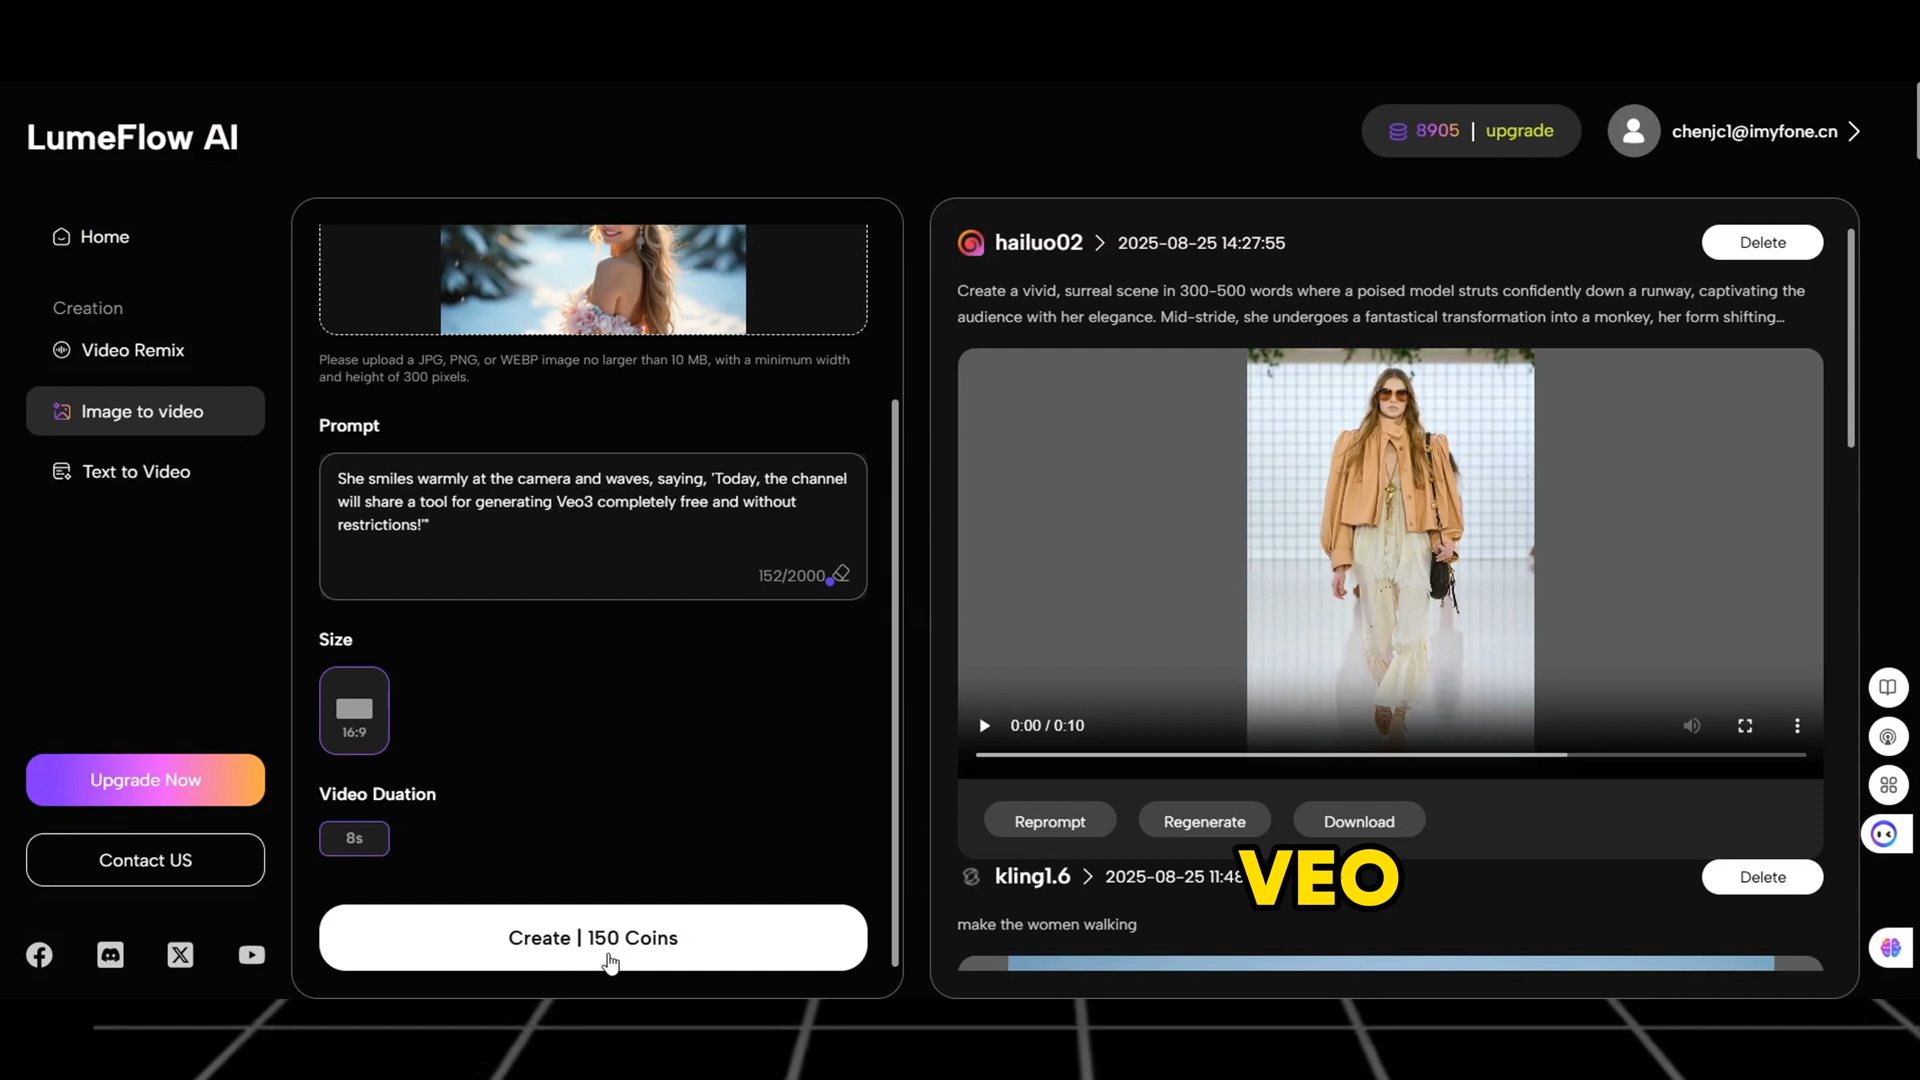 LumeFlow AI
8905 | upgrade
chenjc1@imyfone.cn
Home
Creation
Video Remix
Image to video
Text to Video
Upgrade Now
Contact US
Please upload a JPG, PNG, or WEBP image no larger than 10 MB, with a minimum width
and height of 300 pixels.
Prompt
She smiles warmly at the camera and waves, saying, 'Today, the channel
will share a tool for generating Veo3 completely free and without
restrictions!'"
152/2000
Size
16:9
Video Duation
8s
Create | 150 Coins
hailuo02 > 2025-08-25 14:27:55
Delete
Create a vivid, surreal scene in 300-500 words where a poised model struts confidently down a runway, captivating the
audience with her elegance. Mid-stride, she undergoes a fantastical transformation into a monkey, her form shifting...
0:00 / 0:10
Reprompt
Regenerate
Download
VEO
kling1.6 > 2025-08-25 11:48
Delete
make the women walking